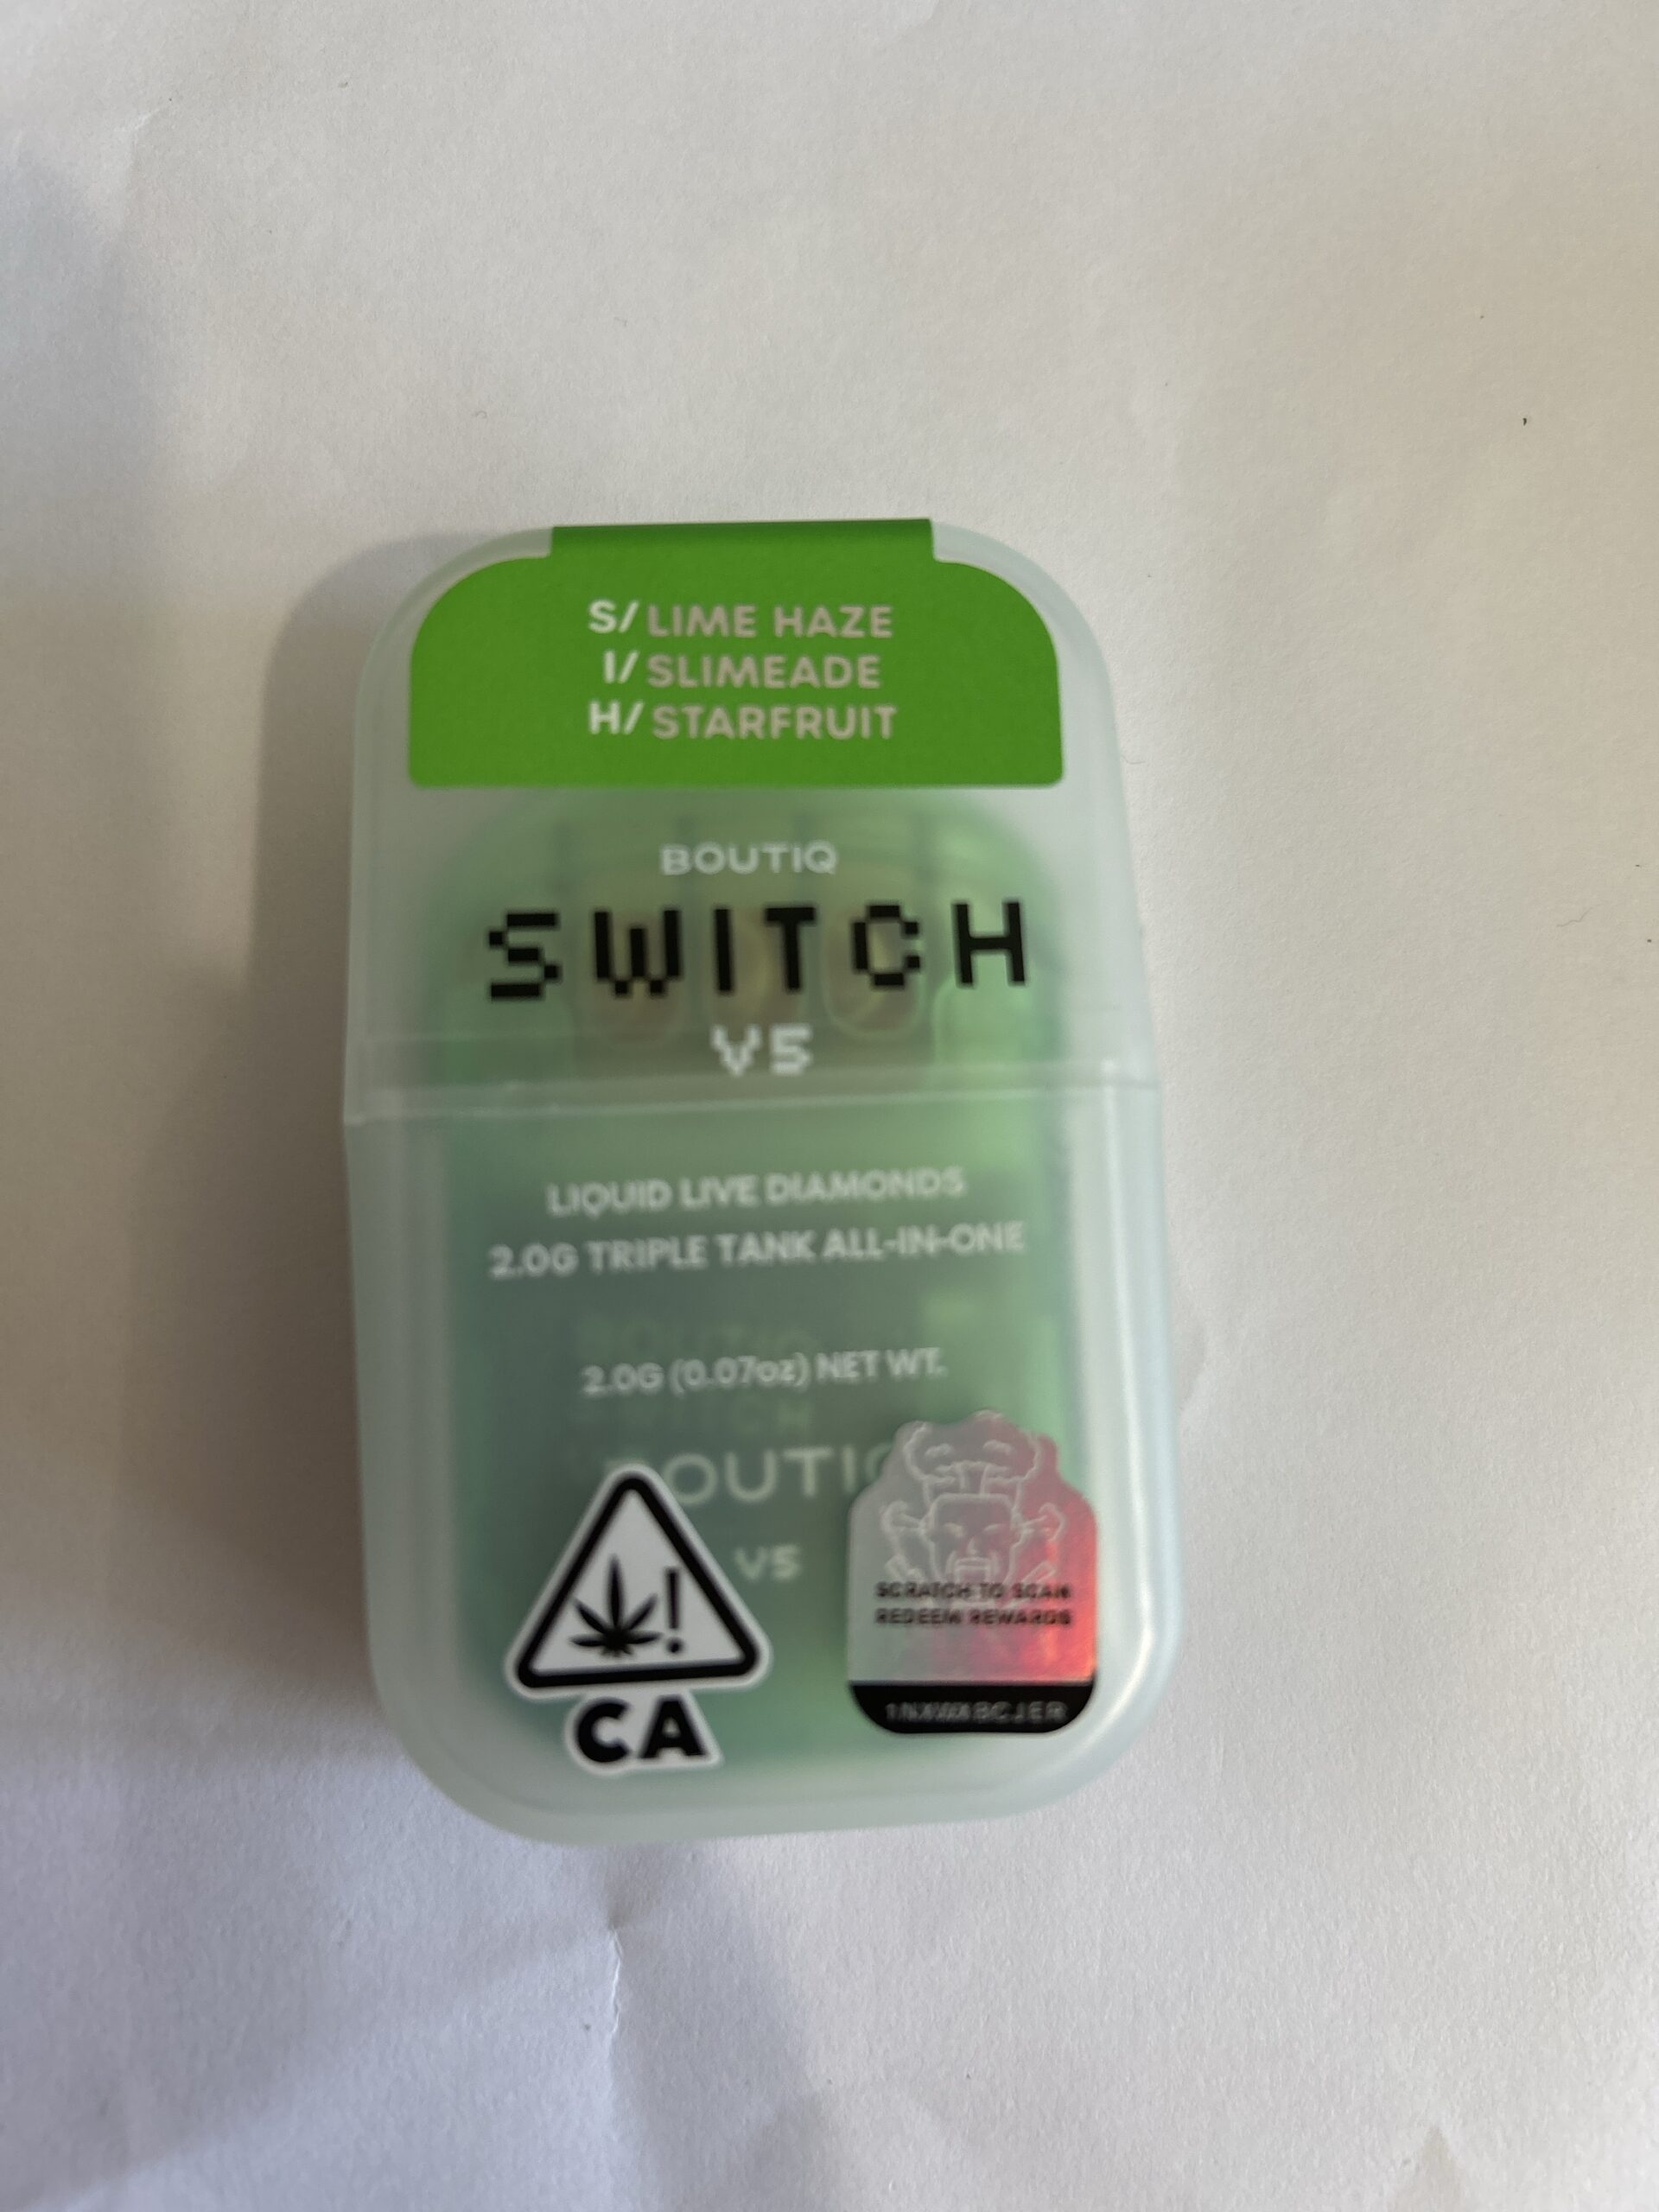 S/ LIME HAZE
I/ SLIMEADE
H/ STARFRUIT
BOUTIQ
SWITCH
V5
LIQUID LIVE DIAMONDS
2.0G TRIPLE TANK ALL-IN-ONE
2.0G (0.07oz) NET WT.
V5
SCRATCH TO SCAN
REDEEM REWARDS
CA